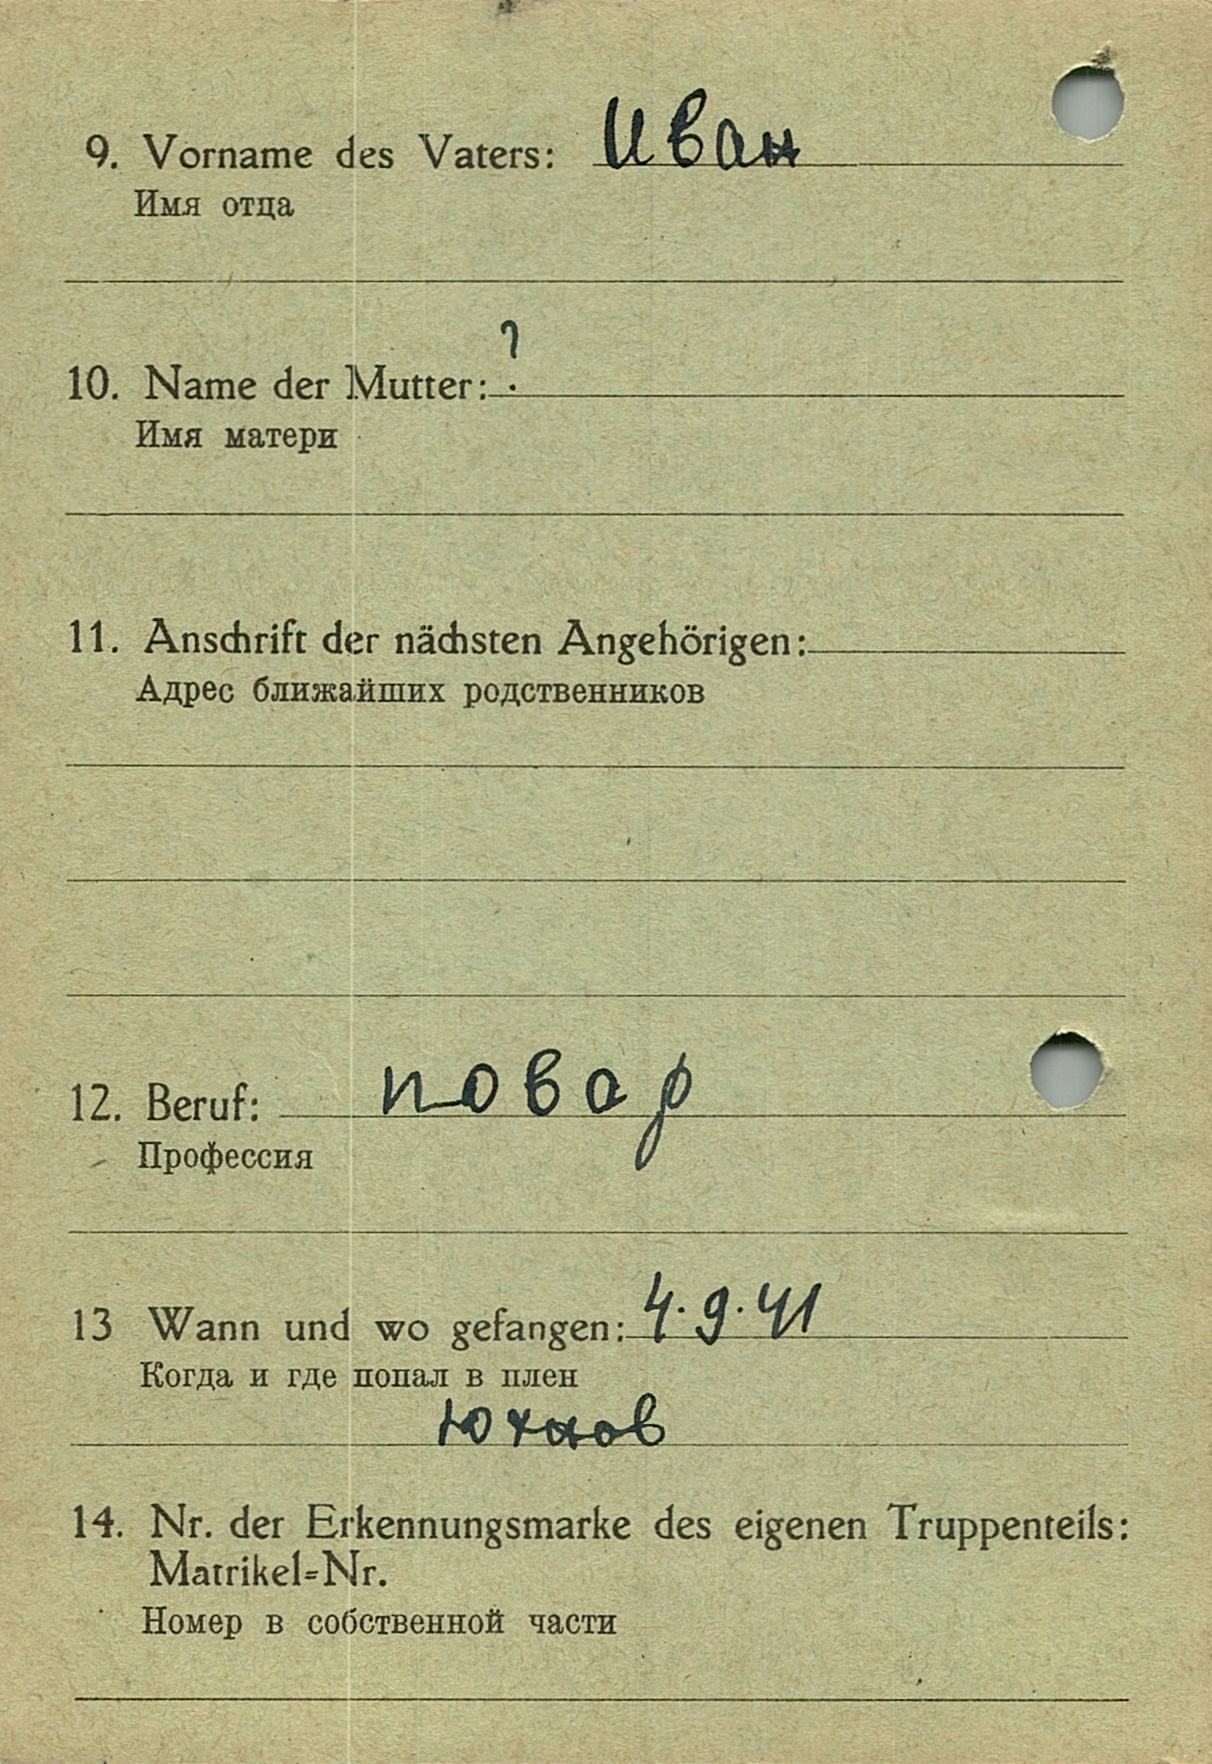 9. Vorname des Vaters: Иван
Имя отца
10. Name der Mutter: ?
Имя матери
11. Anschrift der nächsten Angehörigen:
Адрес ближайших родственников
12. Beruf: повар
Профессия
13 Wann und wo gefangen: 4.9.41
Когда и где попал в плен
Юхнов
14. Nr. der Erkennungsmarke des eigenen Truppenteils:
Matrikel=Nr.
Номер в собственной части